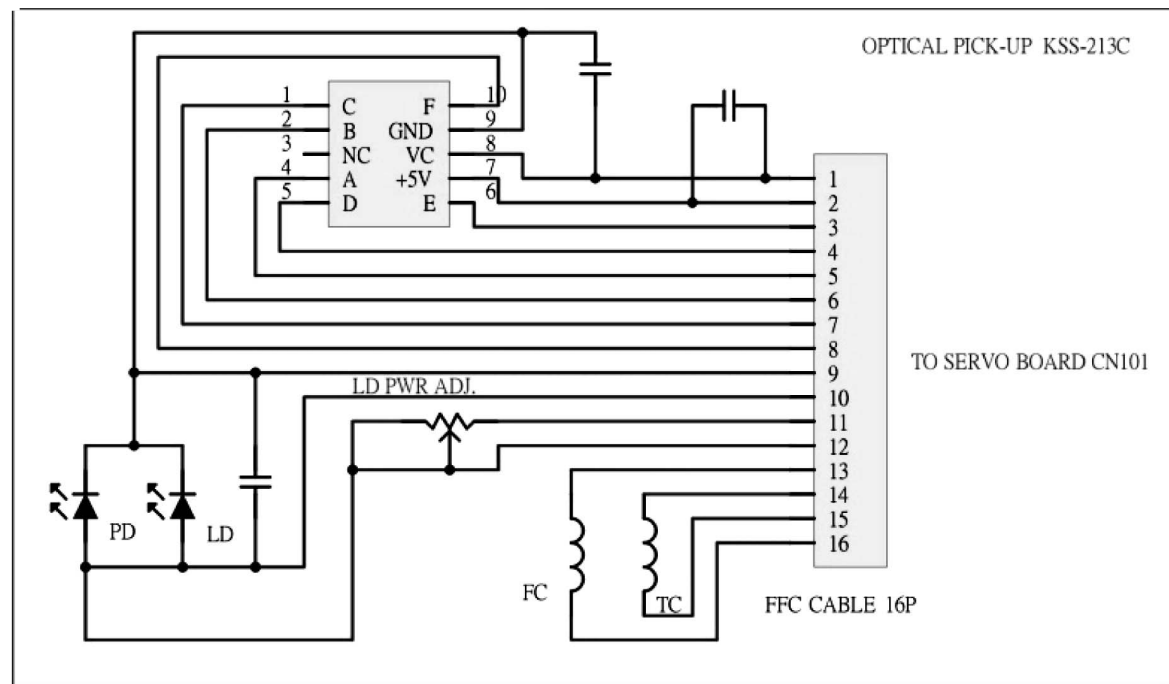 OPTICAL PICK-UP KSS-213C
1 C F 10
2 B GND 9
3 NC VC 8
4 A +5V 7
5 D E 6
1
2
3
4
5
6
7
8
9
10
11
12
13
14
15
16
TO SERVO BOARD CN101
LD PWR ADJ.
PD
LD
FC
TC
FFC CABLE 16P